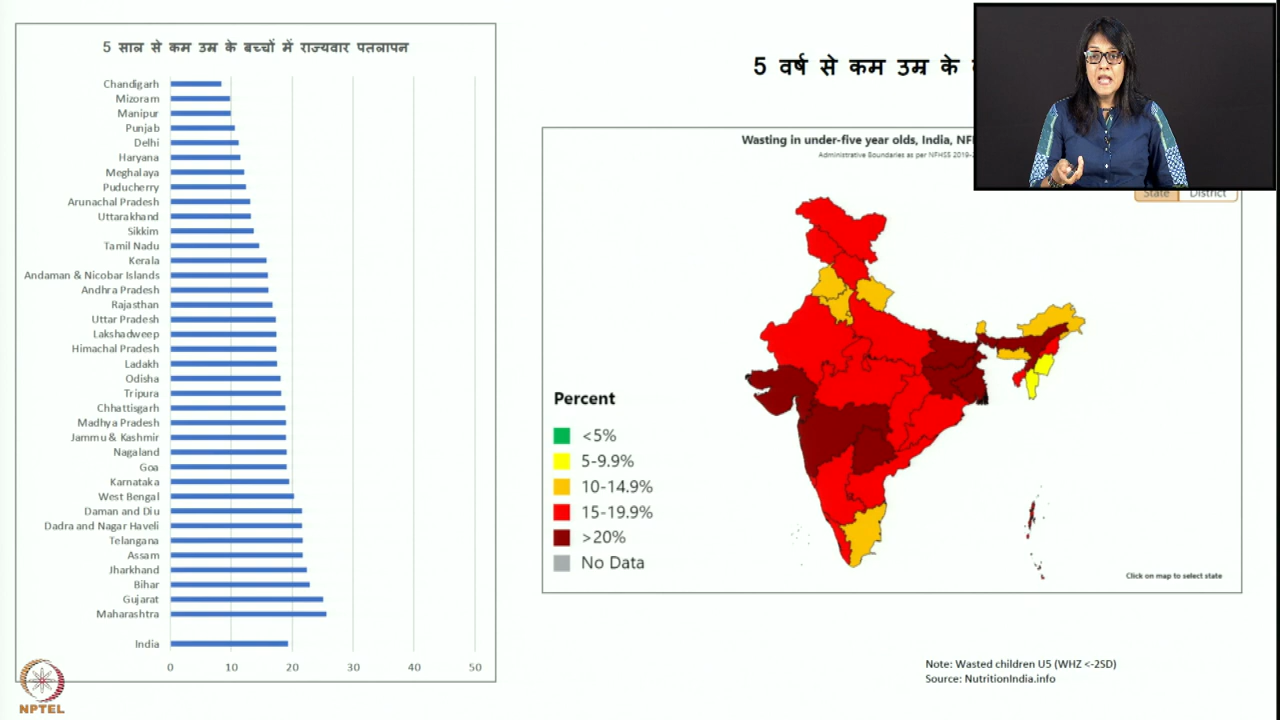 5 साल से कम उम्र के बच्चों में राज्यवार पतलापन
Chandigarh
Mizoram
Manipur
Punjab
Delhi
Haryana
Meghalaya
Puducherry
Arunachal Pradesh
Uttarakhand
Sikkim
Tamil Nadu
Kerala
Andaman & Nicobar Islands
Andhra Pradesh
Rajasthan
Uttar Pradesh
Lakshadweep
Himachal Pradesh
Ladakh
Odisha
Tripura
Chhattisgarh
Madhya Pradesh
Jammu & Kashmir
Nagaland
Goa
Karnataka
West Bengal
Daman and Diu
Dadra and Nagar Haveli
Telangana
Assam
Jharkhand
Bihar
Gujarat
Maharashtra
India
0 10 20 30 40 50
NPTEL
5 वर्ष से कम उम्र के
Wasting in under-five year olds, India,
Administrative Boundaries as per NFHS5
State District
Percent
<5%
5-9.9%
10-14.9%
15-19.9%
>20%
No Data
Click on map to select state
Note: Wasted children U5 (WHZ <-2SD)
Source: NutritionIndia.info